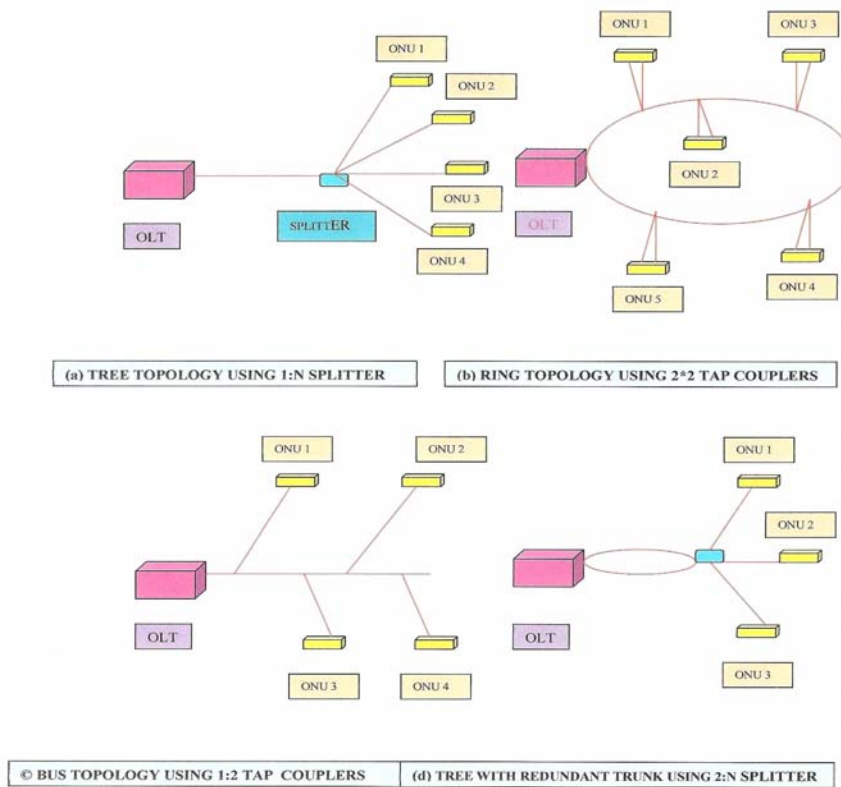 ONU 1
ONU 2
OLT
SPLITTER
ONU 3
ONU 4
(a) TREE TOPOLOGY USING 1:N SPLITTER
ONU 1
ONU 3
ONU 2
OLT
ONU 5
ONU 4
(b) RING TOPOLOGY USING 2*2 TAP COUPLERS
ONU 1
ONU 2
OLT
ONU 3
ONU 4
© BUS TOPOLOGY USING 1:2 TAP COUPLERS
ONU 1
ONU 2
OLT
ONU 3
(d) TREE WITH REDUNDANT TRUNK USING 2:N SPLITTER